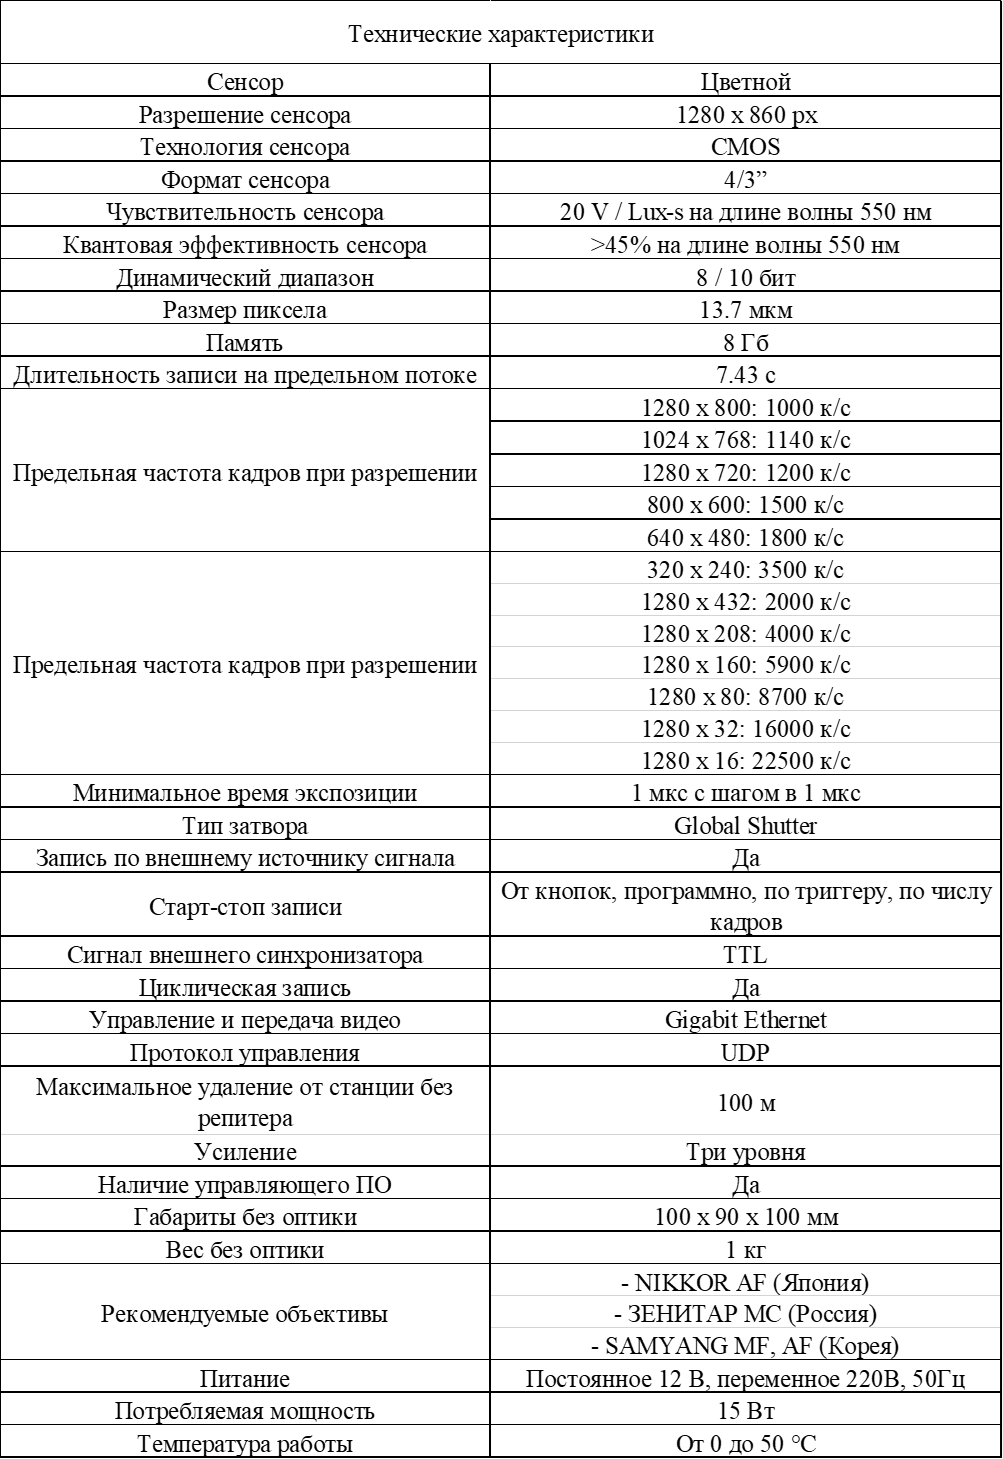 Технические характеристики
Сенсор Цветной
Разрешение сенсора 1280 x 860 px
Технология сенсора CMOS
Формат сенсора 4/3”
Чувствительность сенсора 20 V / Lux-s на длине волны 550 нм
Квантовая эффективность сенсора >45% на длине волны 550 нм
Динамический диапазон 8 / 10 бит
Размер пиксела 13.7 мкм
Память 8 Гб
Длительность записи на предельном потоке 7.43 с
Предельная частота кадров при разрешении
1280 x 800: 1000 к/с
1024 x 768: 1140 к/с
1280 x 720: 1200 к/с
800 x 600: 1500 к/с
640 x 480: 1800 к/с
Предельная частота кадров при разрешении
320 x 240: 3500 к/с
1280 x 432: 2000 к/с
1280 x 208: 4000 к/с
1280 x 160: 5900 к/с
1280 x 80: 8700 к/с
1280 x 32: 16000 к/с
1280 x 16: 22500 к/с
Минимальное время экспозиции 1 мкс с шагом в 1 мкс
Тип затвора Global Shutter
Запись по внешнему источнику сигнала Да
Старт-стоп записи
От кнопок, программно, по триггеру, по числу
кадров
Сигнал внешнего синхронизатора TTL
Циклическая запись Да
Управление и передача видео Gigabit Ethernet
Протокол управления UDP
Максимальное удаление от станции без
репитера
100 м
Усиление Три уровня
Наличие управляющего ПО Да
Габариты без оптики 100 x 90 x 100 мм
Вес без оптики 1 кг
Рекомендуемые объективы
- NIKKOR AF (Япония)
- ЗЕНИТАР МС (Россия)
- SAMYANG MF, AF (Корея)
Питание Постоянное 12 В, переменное 220В, 50Гц
Потребляемая мощность 15 Вт
Температура работы От 0 до 50 °С